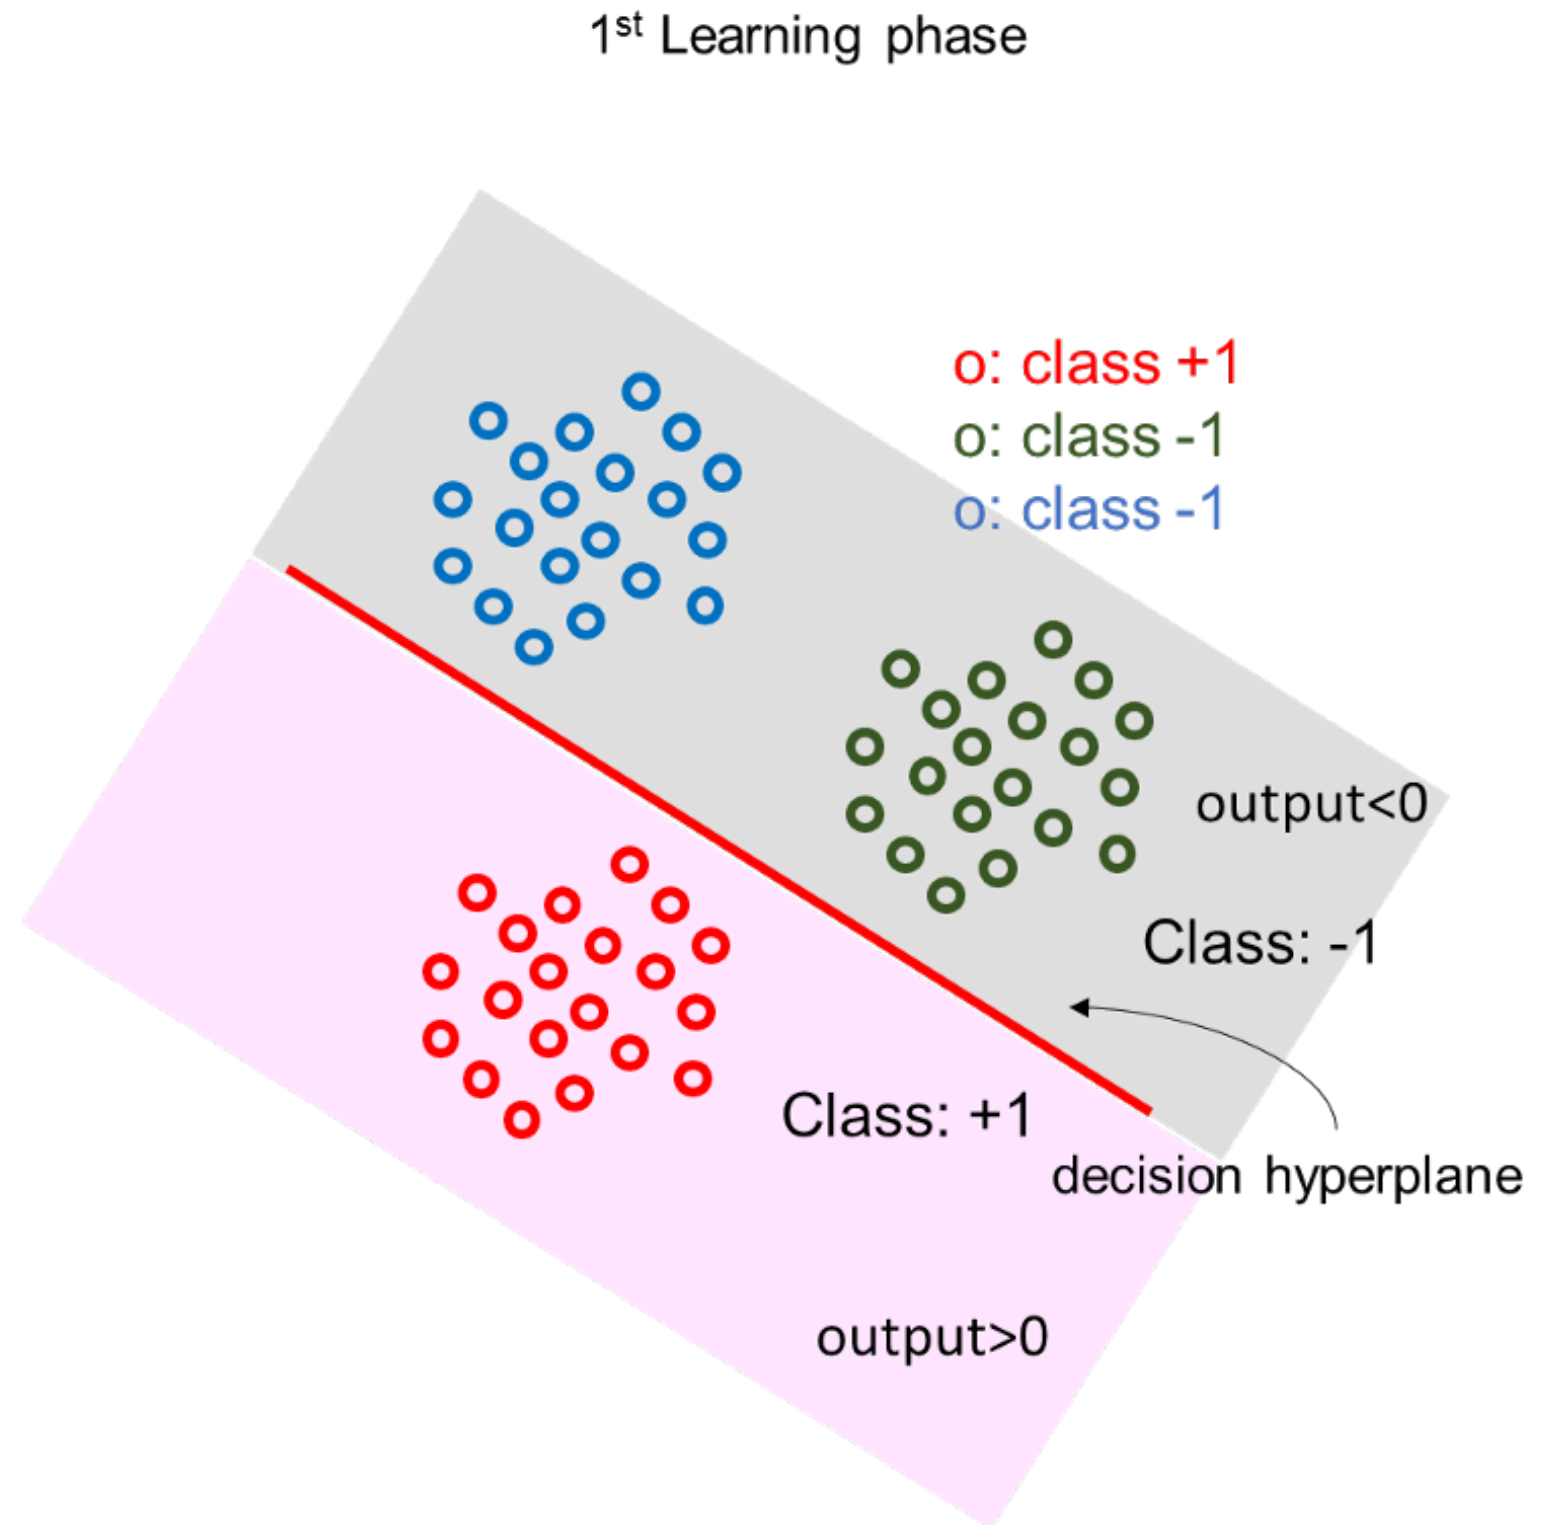 1st Learning phase
o: class +1
o: class -1
o: class -1
output<0
Class: -1
Class: +1
decision hyperplane
output>0